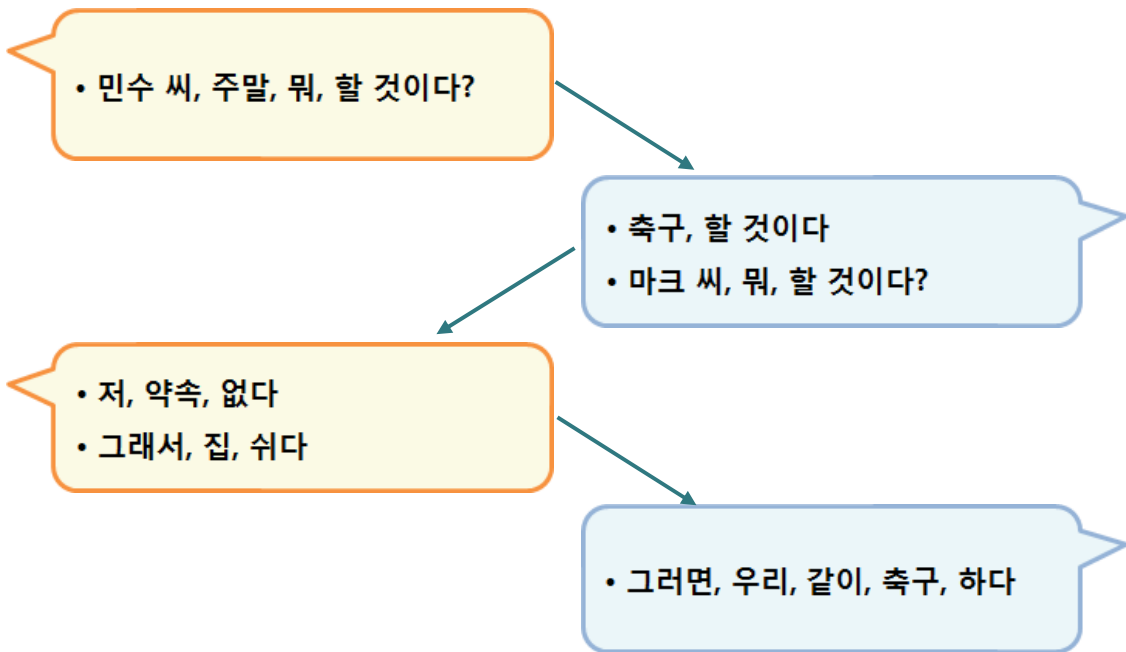 • 민수 씨, 주말, 뭐, 할 것이다?
• 축구, 할 것이다
• 마크 씨, 뭐, 할 것이다?
• 저, 약속, 없다
• 그래서, 집, 쉬다
• 그러면, 우리, 같이, 축구, 하다